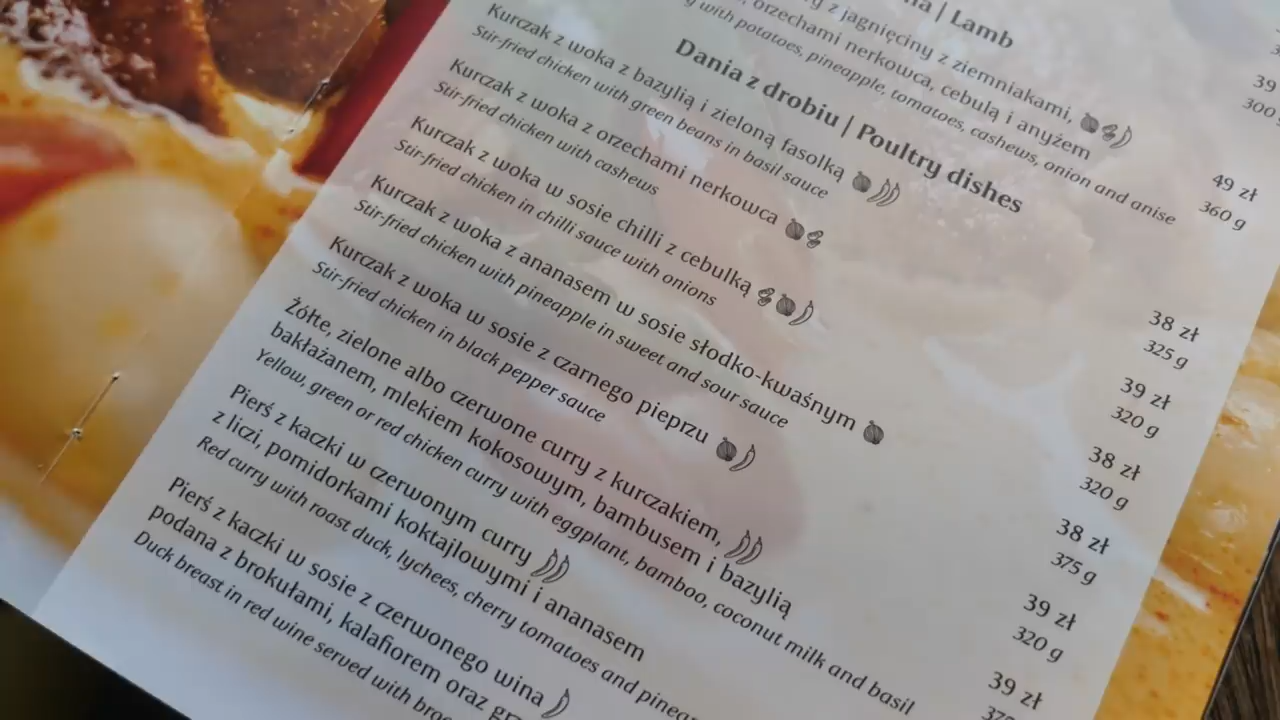 | Lamb
z jagnięciny z ziemniakami,
orzechami nerkowca, cebulą i anyżem
with potatoes, pineapple, tomatoes, cashews, onion and anise
39
300
49 zł
360 g
Dania z drobiu | Poultry dishes
Kurczak z woka z bazylią i zieloną fasolką
Stir-fried chicken with green beans in basil sauce
38 zł
325 g
Kurczak z woka z orzechami nerkowca
Stir-fried chicken with cashews
39 zł
320 g
Kurczak z woka w sosie chilli z cebulką
Stir-fried chicken in chilli sauce with onions
38 zł
320 g
Kurczak z woka z ananasem w sosie słodko-kwaśnym
Stir-fried chicken with pineapple in sweet and sour sauce
38 zł
375 g
Kurczak z woka w sosie z czarnego pieprzu
Stir-fried chicken in black pepper sauce
39 zł
320 g
Żółte, zielone albo czerwone curry z kurczakiem,
bakłażanem, mlekiem kokosowym, bambusem i bazylią
Yellow, green or red chicken curry with eggplant, bamboo, coconut milk and basil
39 zł
Pierś z kaczki w czerwonym curry
z liczi, pomidorkami koktajlowymi i ananasem
Red curry with roast duck, lychees, cherry tomatoes and
Pierś z kaczki w sosie z czerwonego wina
podana z brokułami, kalafiorem oraz
Duck breast in red wine served with